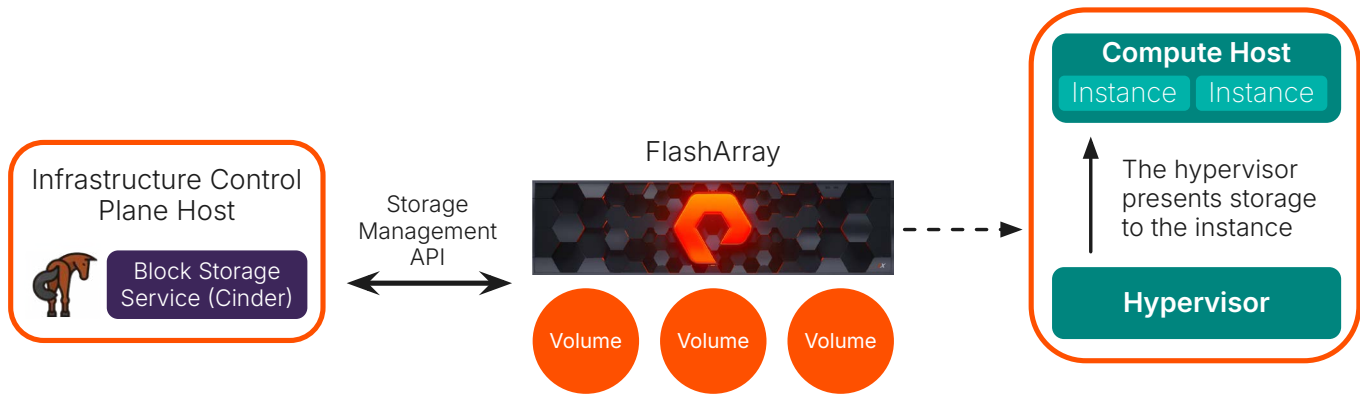 Infrastructure Control
Plane Host
Block Storage
Service (Cinder)
Storage
Management
API
FlashArray
Volume
Volume
Volume
Compute Host
Instance
Instance
The hypervisor
presents storage
to the instance
Hypervisor